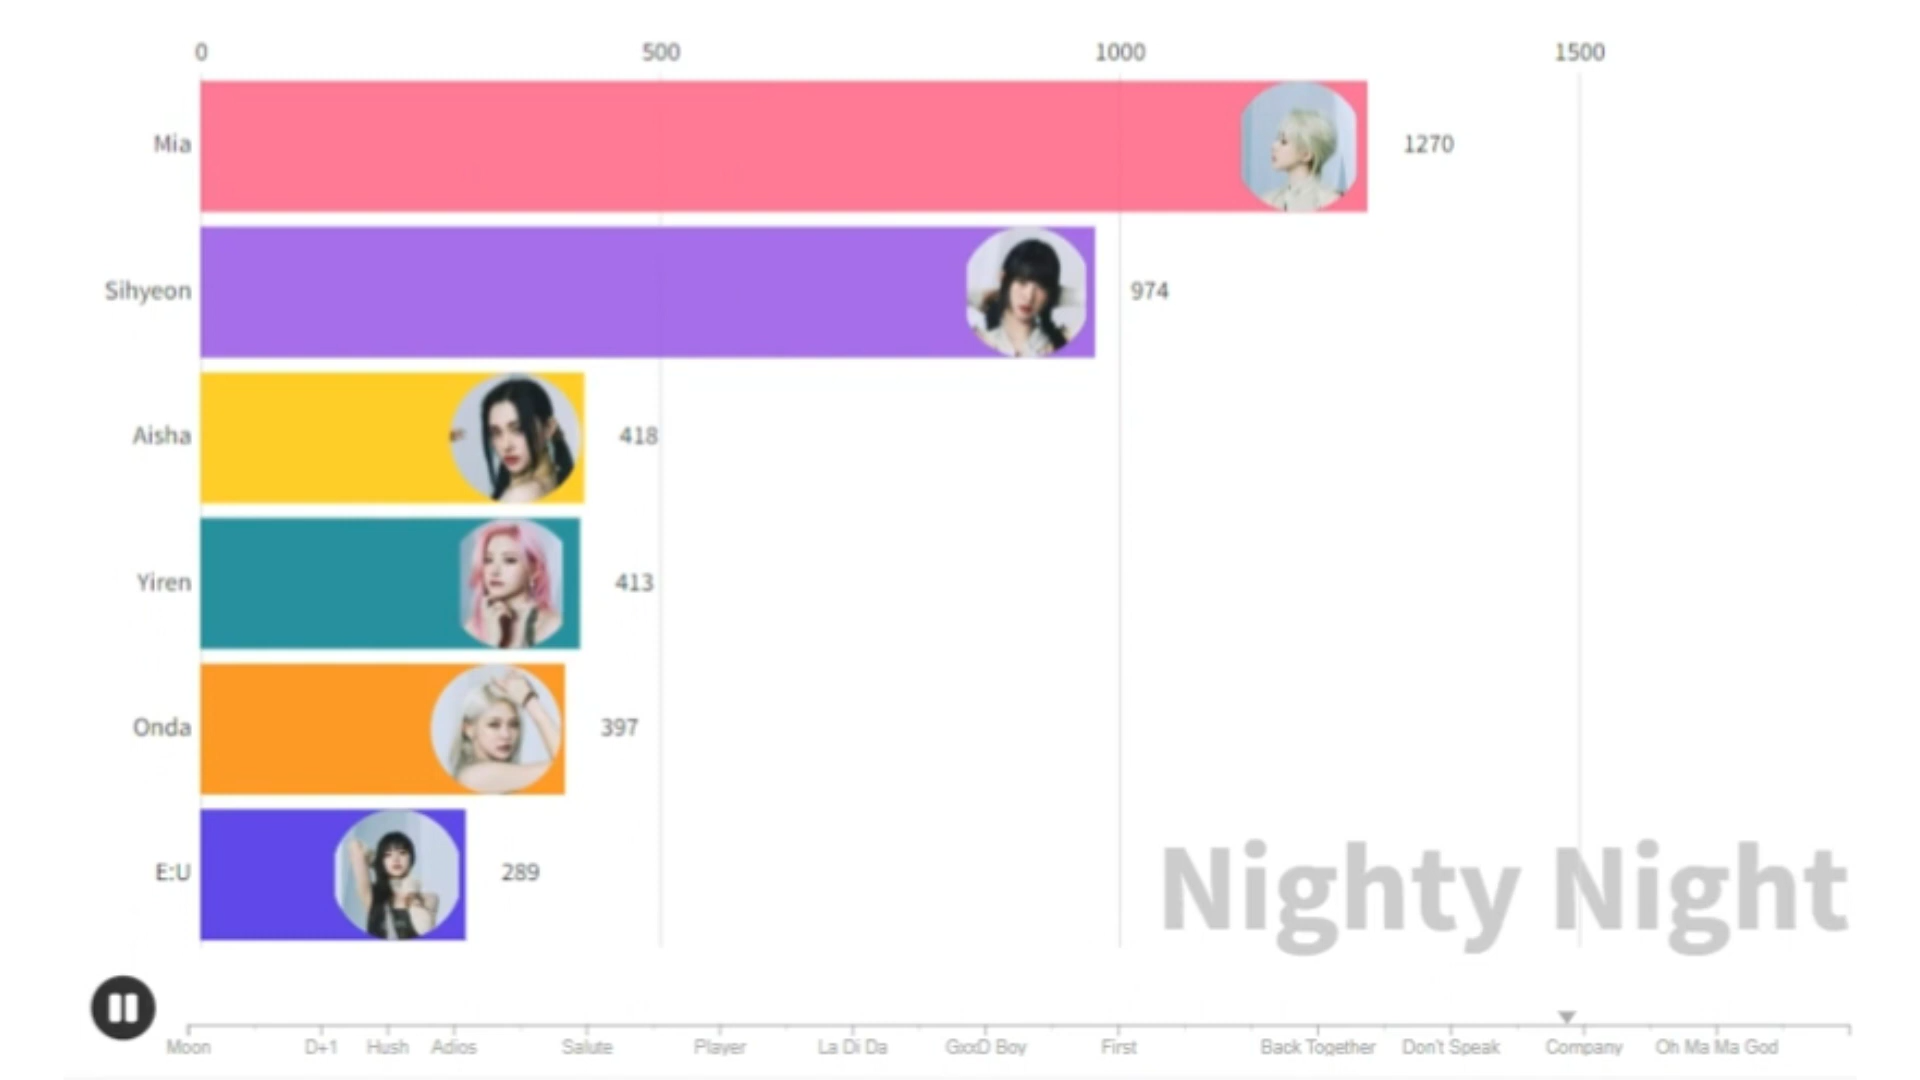 0 500 1000 1500
Mia 1270
Sihyeon 974
Aisha 418
Yiren 413
Onda 397
E:U 289
Nighty Night
Moon D+1 Hush Adios Salute Player La Di Da GxxD Boy First Back Together Don't Speak Company Oh Ma Ma God